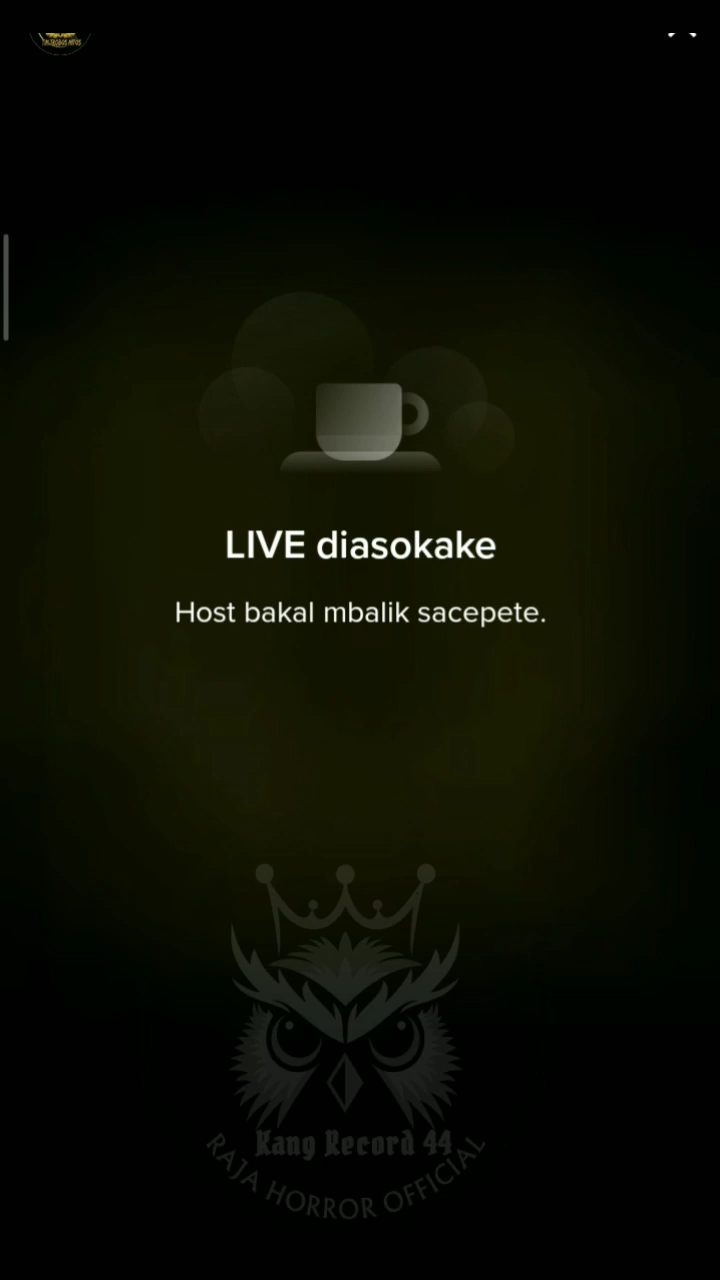 LIVE diasokake
Host bakal mbalik sacepete.
Kang Record 44
RAJA HORROR OFFICIAL